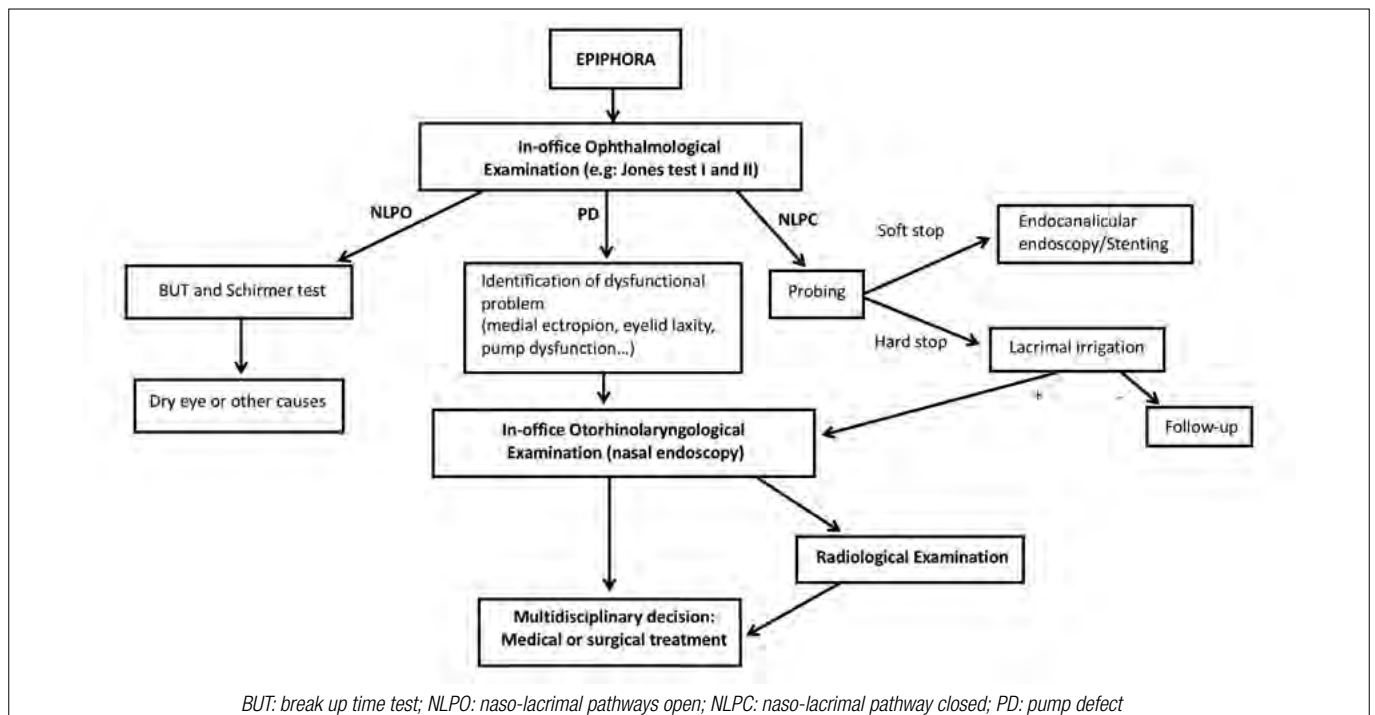 EPIPHORA
In-office Ophthalmological
Examination (e.g: Jones test I and II)
NLPO
PD
NLPC
Soft stop
Endocanalicular
endoscopy/Stenting
BUT and Schirmer test
Identification of dysfunctional
problem
(medial ectropion, eyelid laxity,
pump dysfunction...)
Probing
Hard stop
Lacrimal irrigation
Dry eye or other causes
+
-
In-office Otorhinolaryngological
Examination (nasal endoscopy)
Follow-up
Radiological Examination
Multidisciplinary decision:
Medical or surgical treatment
BUT: break up time test; NLPO: naso-lacrimal pathways open; NLPC: naso-lacrimal pathway closed; PD: pump defect